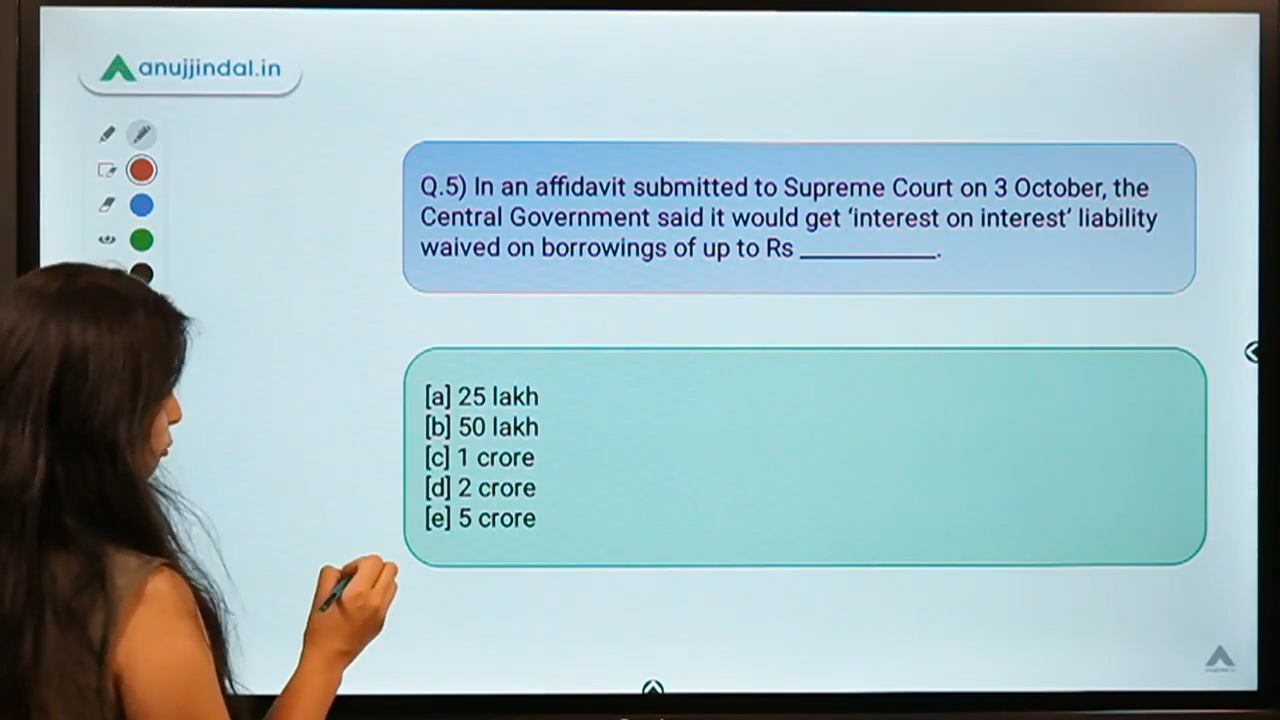 anujjindal.in
Q.5) In an affidavit submitted to Supreme Court on 3 October, the
Central Government said it would get ‘interest on interest’ liability
waived on borrowings of up to Rs __________.
[a] 25 lakh
[b] 50 lakh
[c] 1 crore
[d] 2 crore
[e] 5 crore